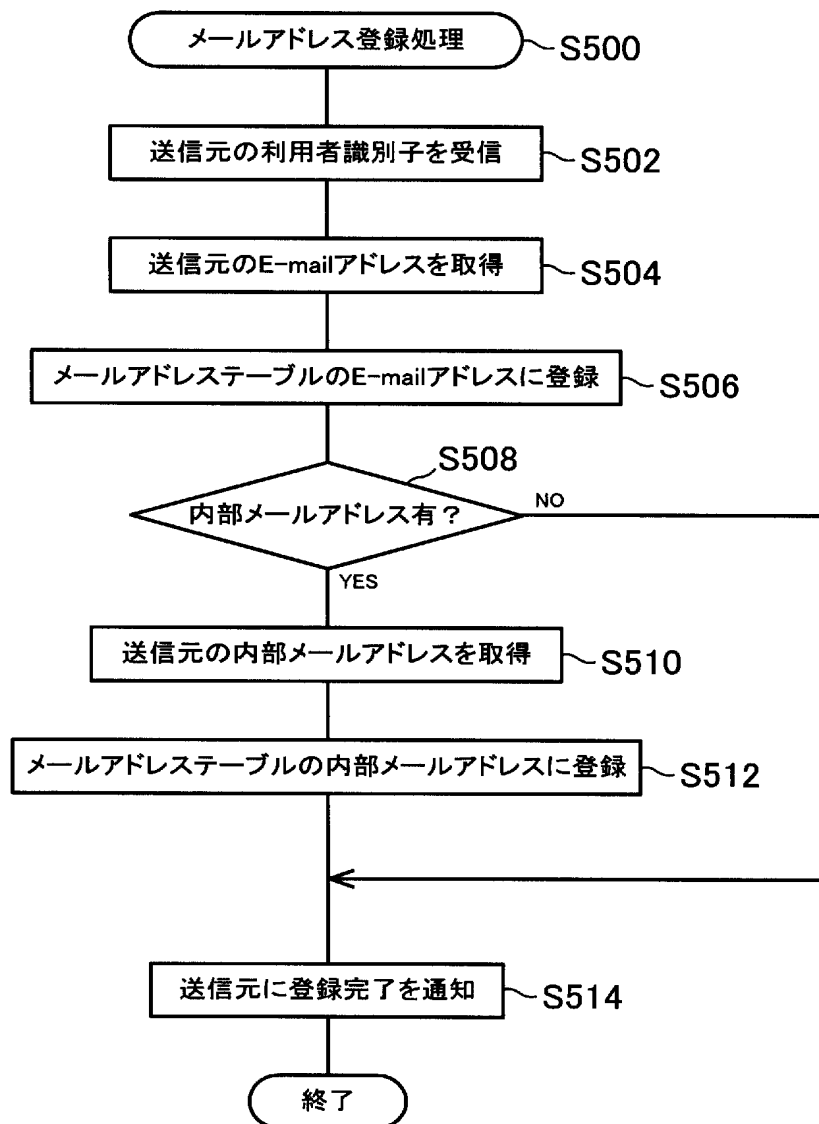 メールアドレス登録処理
S500
送信元の利用者識別子を受信
S502
送信元のE-mailアドレスを取得
S504
メールアドレステーブルのE-mailアドレスに登録
S506
S508
内部メールアドレス有？
NO
YES
送信元の内部メールアドレスを取得
S510
メールアドレステーブルの内部メールアドレスに登録
S512
送信元に登録完了を通知
S514
終了